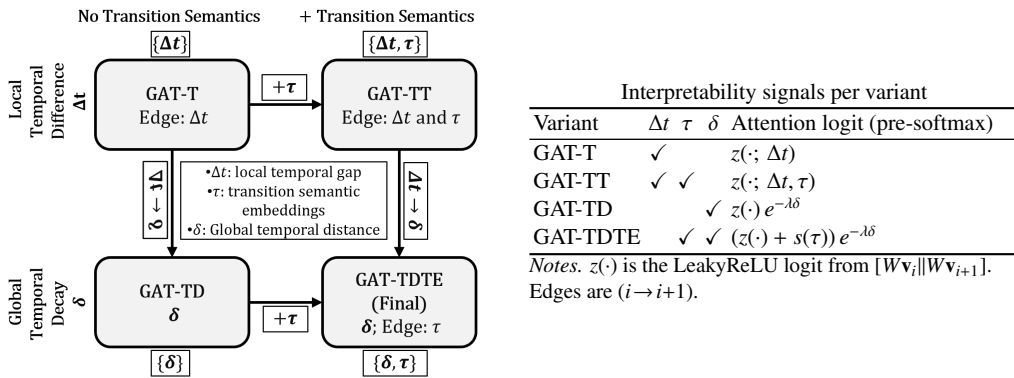 No Transition Semantics
+ Transition Semantics
{Δt}
{Δt, τ}
Local
Temporal
Difference
Δt
GAT-T
Edge: Δt
+τ
GAT-TT
Edge: Δt and τ
Δt → δ
•Δt: local temporal gap
•τ: transition semantic
embeddings
•δ: Global temporal distance
Δt → δ
Global
Temporal
Decay
δ
GAT-TD
δ
+τ
GAT-TDTE
(Final)
δ; Edge: τ
{δ}
{δ, τ}
Interpretability signals per variant
Variant Δt τ δ Attention logit (pre-softmax)
GAT-T ✓ z(·; Δt)
GAT-TT ✓ ✓ z(·; Δt, τ)
GAT-TD ✓ z(·) e^{−λδ}
GAT-TDTE ✓ ✓ (z(·) + s(τ)) e^{−λδ}
Notes. z(·) is the LeakyReLU logit from [Wv_i||Wv_{i+1}].
Edges are (i→i+1).